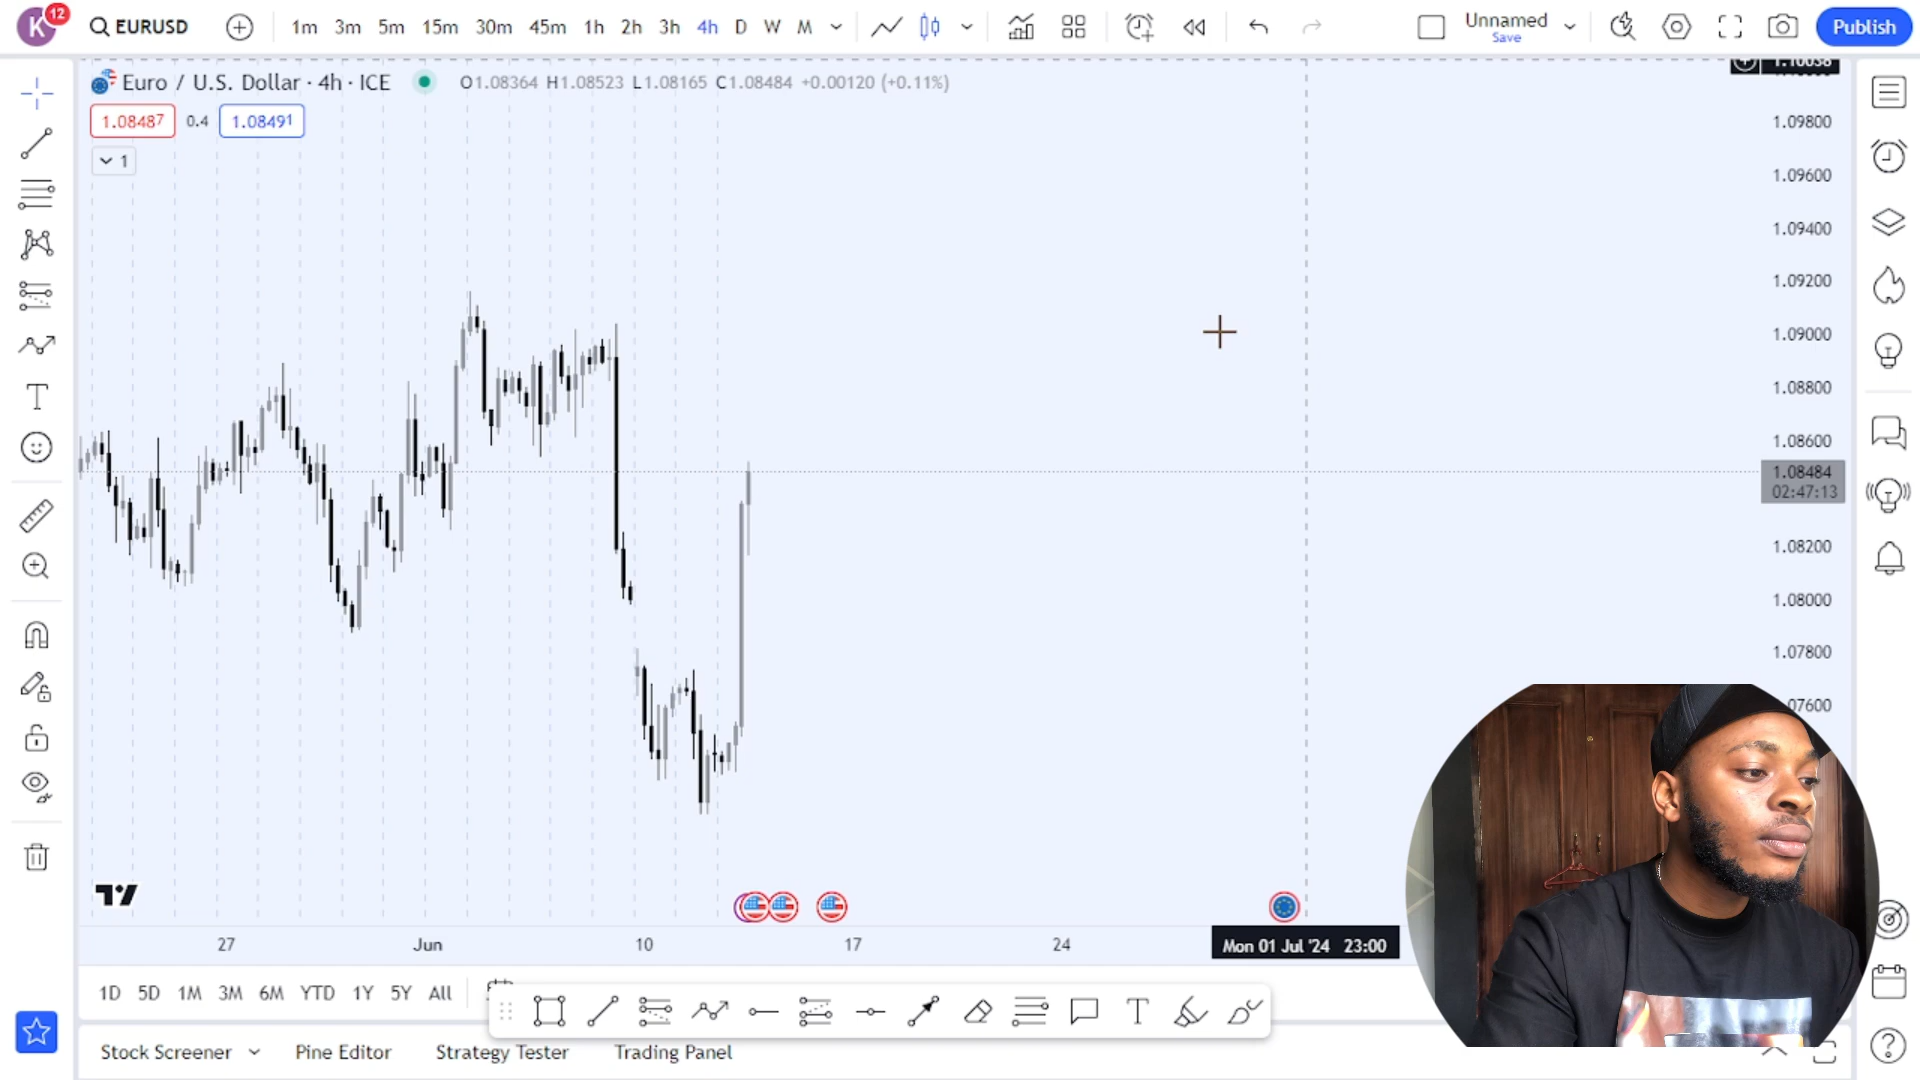 K 12 EURUSD 1m 3m 5m 15m 30m 45m 1h 2h 3h 4h D W M Unnamed Save Publish
Euro / U.S. Dollar · 4h · ICE O1.08364 H1.08523 L1.08165 C1.08484 +0.00120 (+0.11%)
1.08487 0.4 1.08491
1
1.10036
1.09800
1.09600
1.09400
1.09200
1.09000
1.08800
1.08600
1.08484
02:47:13
1.08200
1.08000
1.07800
07600
27 Jun 10 17 24 Mon 01 Jul '24 23:00
1D 5D 1M 3M 6M YTD 1Y 5Y All
Stock Screener Pine Editor Strategy Tester Trading Panel